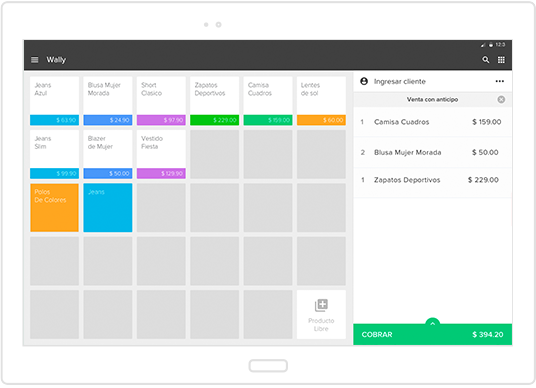 12:3
Wally
Jeans
Azul
$ 63.90
Blusa Mujer
Morada
$ 24.90
Short
Clasico
$ 97.90
Zapatos
Deportivos
$ 229.00
Camisa
Cuadros
$ 159.00
Lentes
de sol
$ 60.00
Jeans
Slim
$ 99.90
Blazer
de Mujer
$ 50.00
Vestido
Fiesta
$ 129.90
Polos
De Colores
Jeans
Producto
Libre
Ingresar cliente
Venta con anticipo
1 Camisa Cuadros $ 159.00
2 Blusa Mujer Morada $ 50.00
1 Zapatos Deportivos $ 229.00
COBRAR $ 394.20